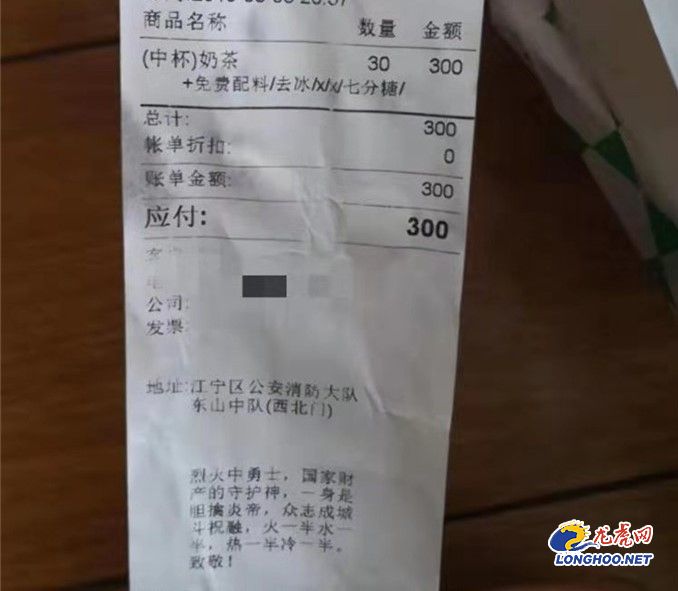 商品名称 数量 金额
(中杯)奶茶 30 300
+免费配料/去冰/x/x/七分糖/
总计: 300
帐单折扣: 0
账单金额: 300
应付: 300
公司:
发票:
地址:江宁区公安消防大队
东山中队(西北门)
烈火中勇士，国家财
产的守护神，一身是
胆擒炎帝，众志成城
斗祝融，火一半水一
半，热一半冷一半。
致敬！
龙虎网
LONGHOO.NET